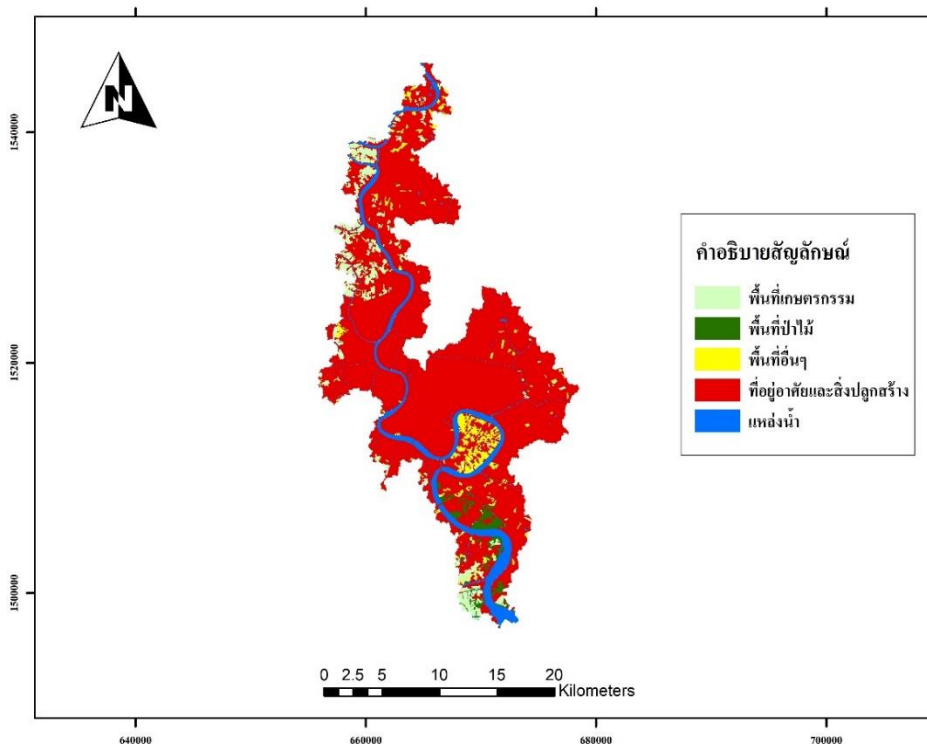 N
1540000
1520000
1500000
คำอธิบายสัญลักษณ์
พื้นที่เกษตรกรรม
พื้นที่ป่าไม้
พื้นที่อื่นๆ
ที่อยู่อาศัยและสิ่งปลูกสร้าง
แหล่งน้ำ
0 2.5 5 10 15 20
Kilometers
640000 660000 680000 700000